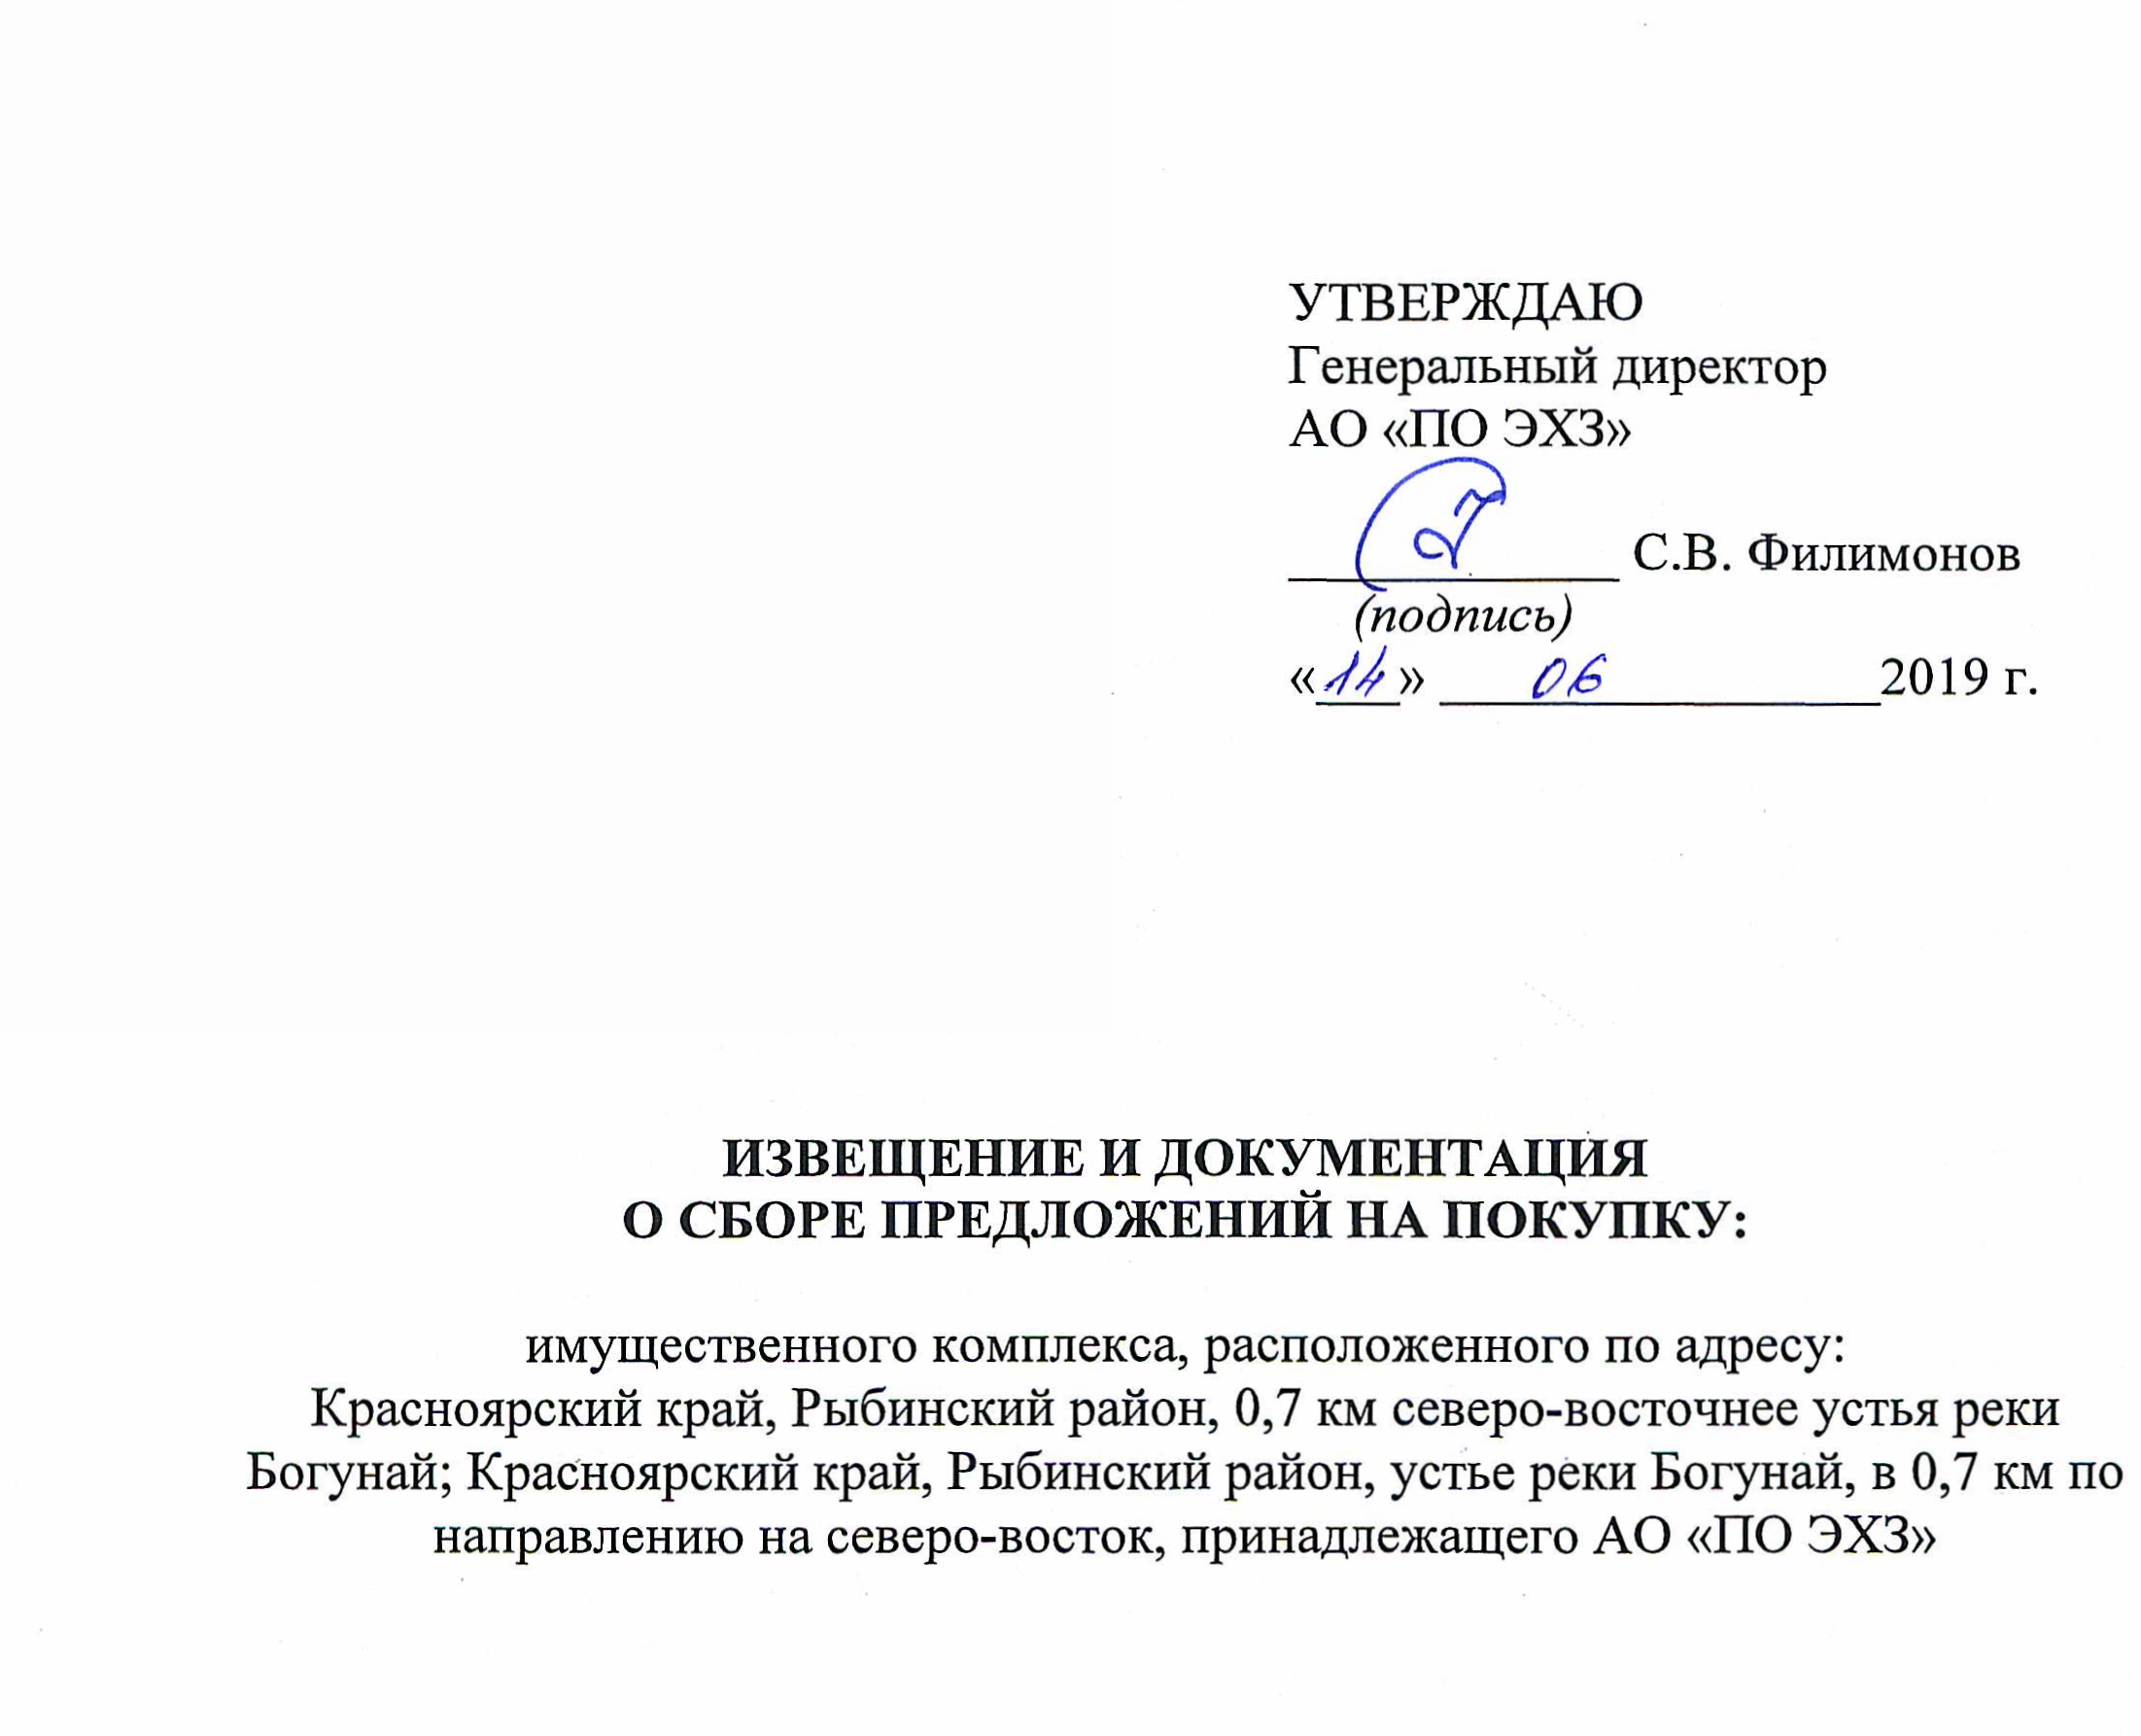 УТВЕРЖДАЮ
Генеральный директор
АО «ПО ЭХЗ»
____________ С.В. Филимонов
(подпись)
«14» 06 2019 г.
ИЗВЕЩЕНИЕ И ДОКУМЕНТАЦИЯ
О СБОРЕ ПРЕДЛОЖЕНИЙ НА ПОКУПКУ:
имущественного комплекса, расположенного по адресу:
Красноярский край, Рыбинский район, 0,7 км северо-восточнее устья реки
Богунай; Красноярский край, Рыбинский район, устье реки Богунай, в 0,7 км по
направлению на северо-восток, принадлежащего АО «ПО ЭХЗ»